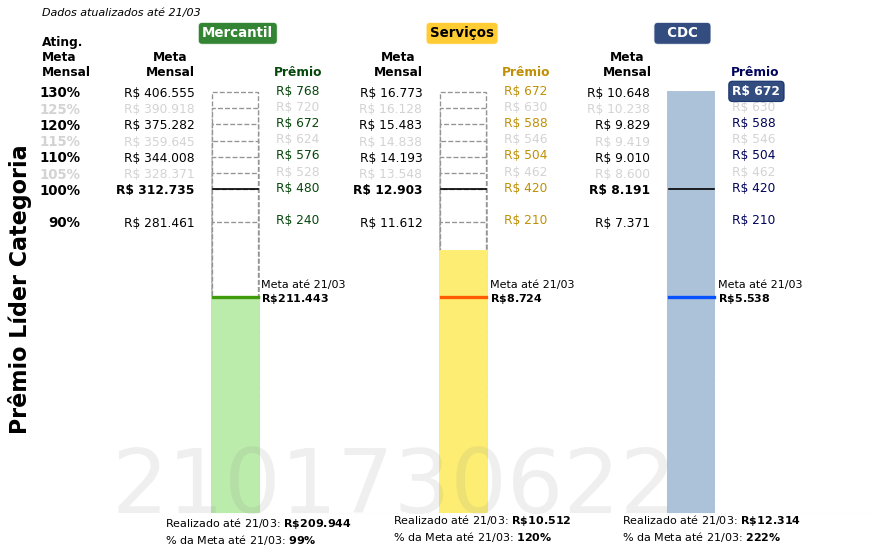 Dados atualizados até 21/03
Mercantil Serviços CDC
Ating. Meta Mensal Meta Mensal Prêmio Meta Mensal Prêmio Meta Mensal Prêmio
130% R$ 406.555 R$ 768 R$ 16.773 R$ 672 R$ 10.648 R$ 672
125% R$ 390.918 R$ 720 R$ 16.128 R$ 630 R$ 10.238 R$ 630
120% R$ 375.282 R$ 672 R$ 15.483 R$ 588 R$ 9.829 R$ 588
115% R$ 359.645 R$ 624 R$ 14.838 R$ 546 R$ 9.419 R$ 546
110% R$ 344.008 R$ 576 R$ 14.193 R$ 504 R$ 9.010 R$ 504
105% R$ 328.371 R$ 528 R$ 13.548 R$ 462 R$ 8.600 R$ 462
100% R$ 312.735 R$ 480 R$ 12.903 R$ 420 R$ 8.191 R$ 420
90% R$ 281.461 R$ 240 R$ 11.612 R$ 210 R$ 7.371 R$ 210
Meta até 21/03 Meta até 21/03 Meta até 21/03
R$211.443 R$8.724 R$5.538
Prêmio Líder Categoria
2101730622
Realizado até 21/03: R$209.944 Realizado até 21/03: R$10.512 Realizado até 21/03: R$12.314
% da Meta até 21/03: 99% % da Meta até 21/03: 120% % da Meta até 21/03: 222%